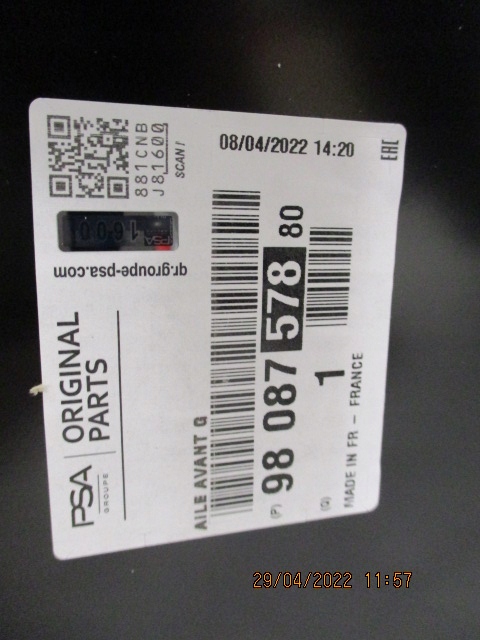 PSA
GROUPE
ORIGINAL
PARTS
qr.groupe-psa.com
881CNB
J81600
SCAN!
08/04/2022 14:20
EAC
AILE AVANT G
(P) 98 087 578 80
(Q) 1
MADE IN FR - FRANCE
29/04/2022 11:57